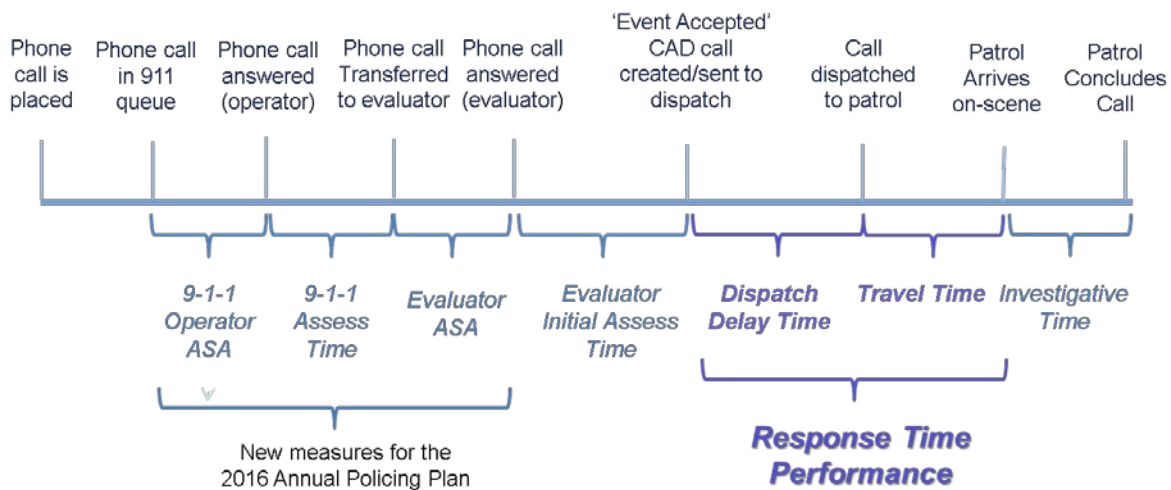 Phone
call is
placed
Phone call
in 911
queue
Phone call
answered
(operator)
Phone call
Transferred
to evaluator
Phone call
answered
(evaluator)
‘Event Accepted’
CAD call
created/sent to
dispatch
Call
dispatched
to patrol
Patrol
Arrives
on-scene
Patrol
Concludes
Call
9-1-1
Operator
ASA
9-1-1
Assess
Time
Evaluator
ASA
Evaluator
Initial Assess
Time
Dispatch
Delay Time
Travel Time
Investigative
Time
New measures for the
2016 Annual Policing Plan
Response Time
Performance